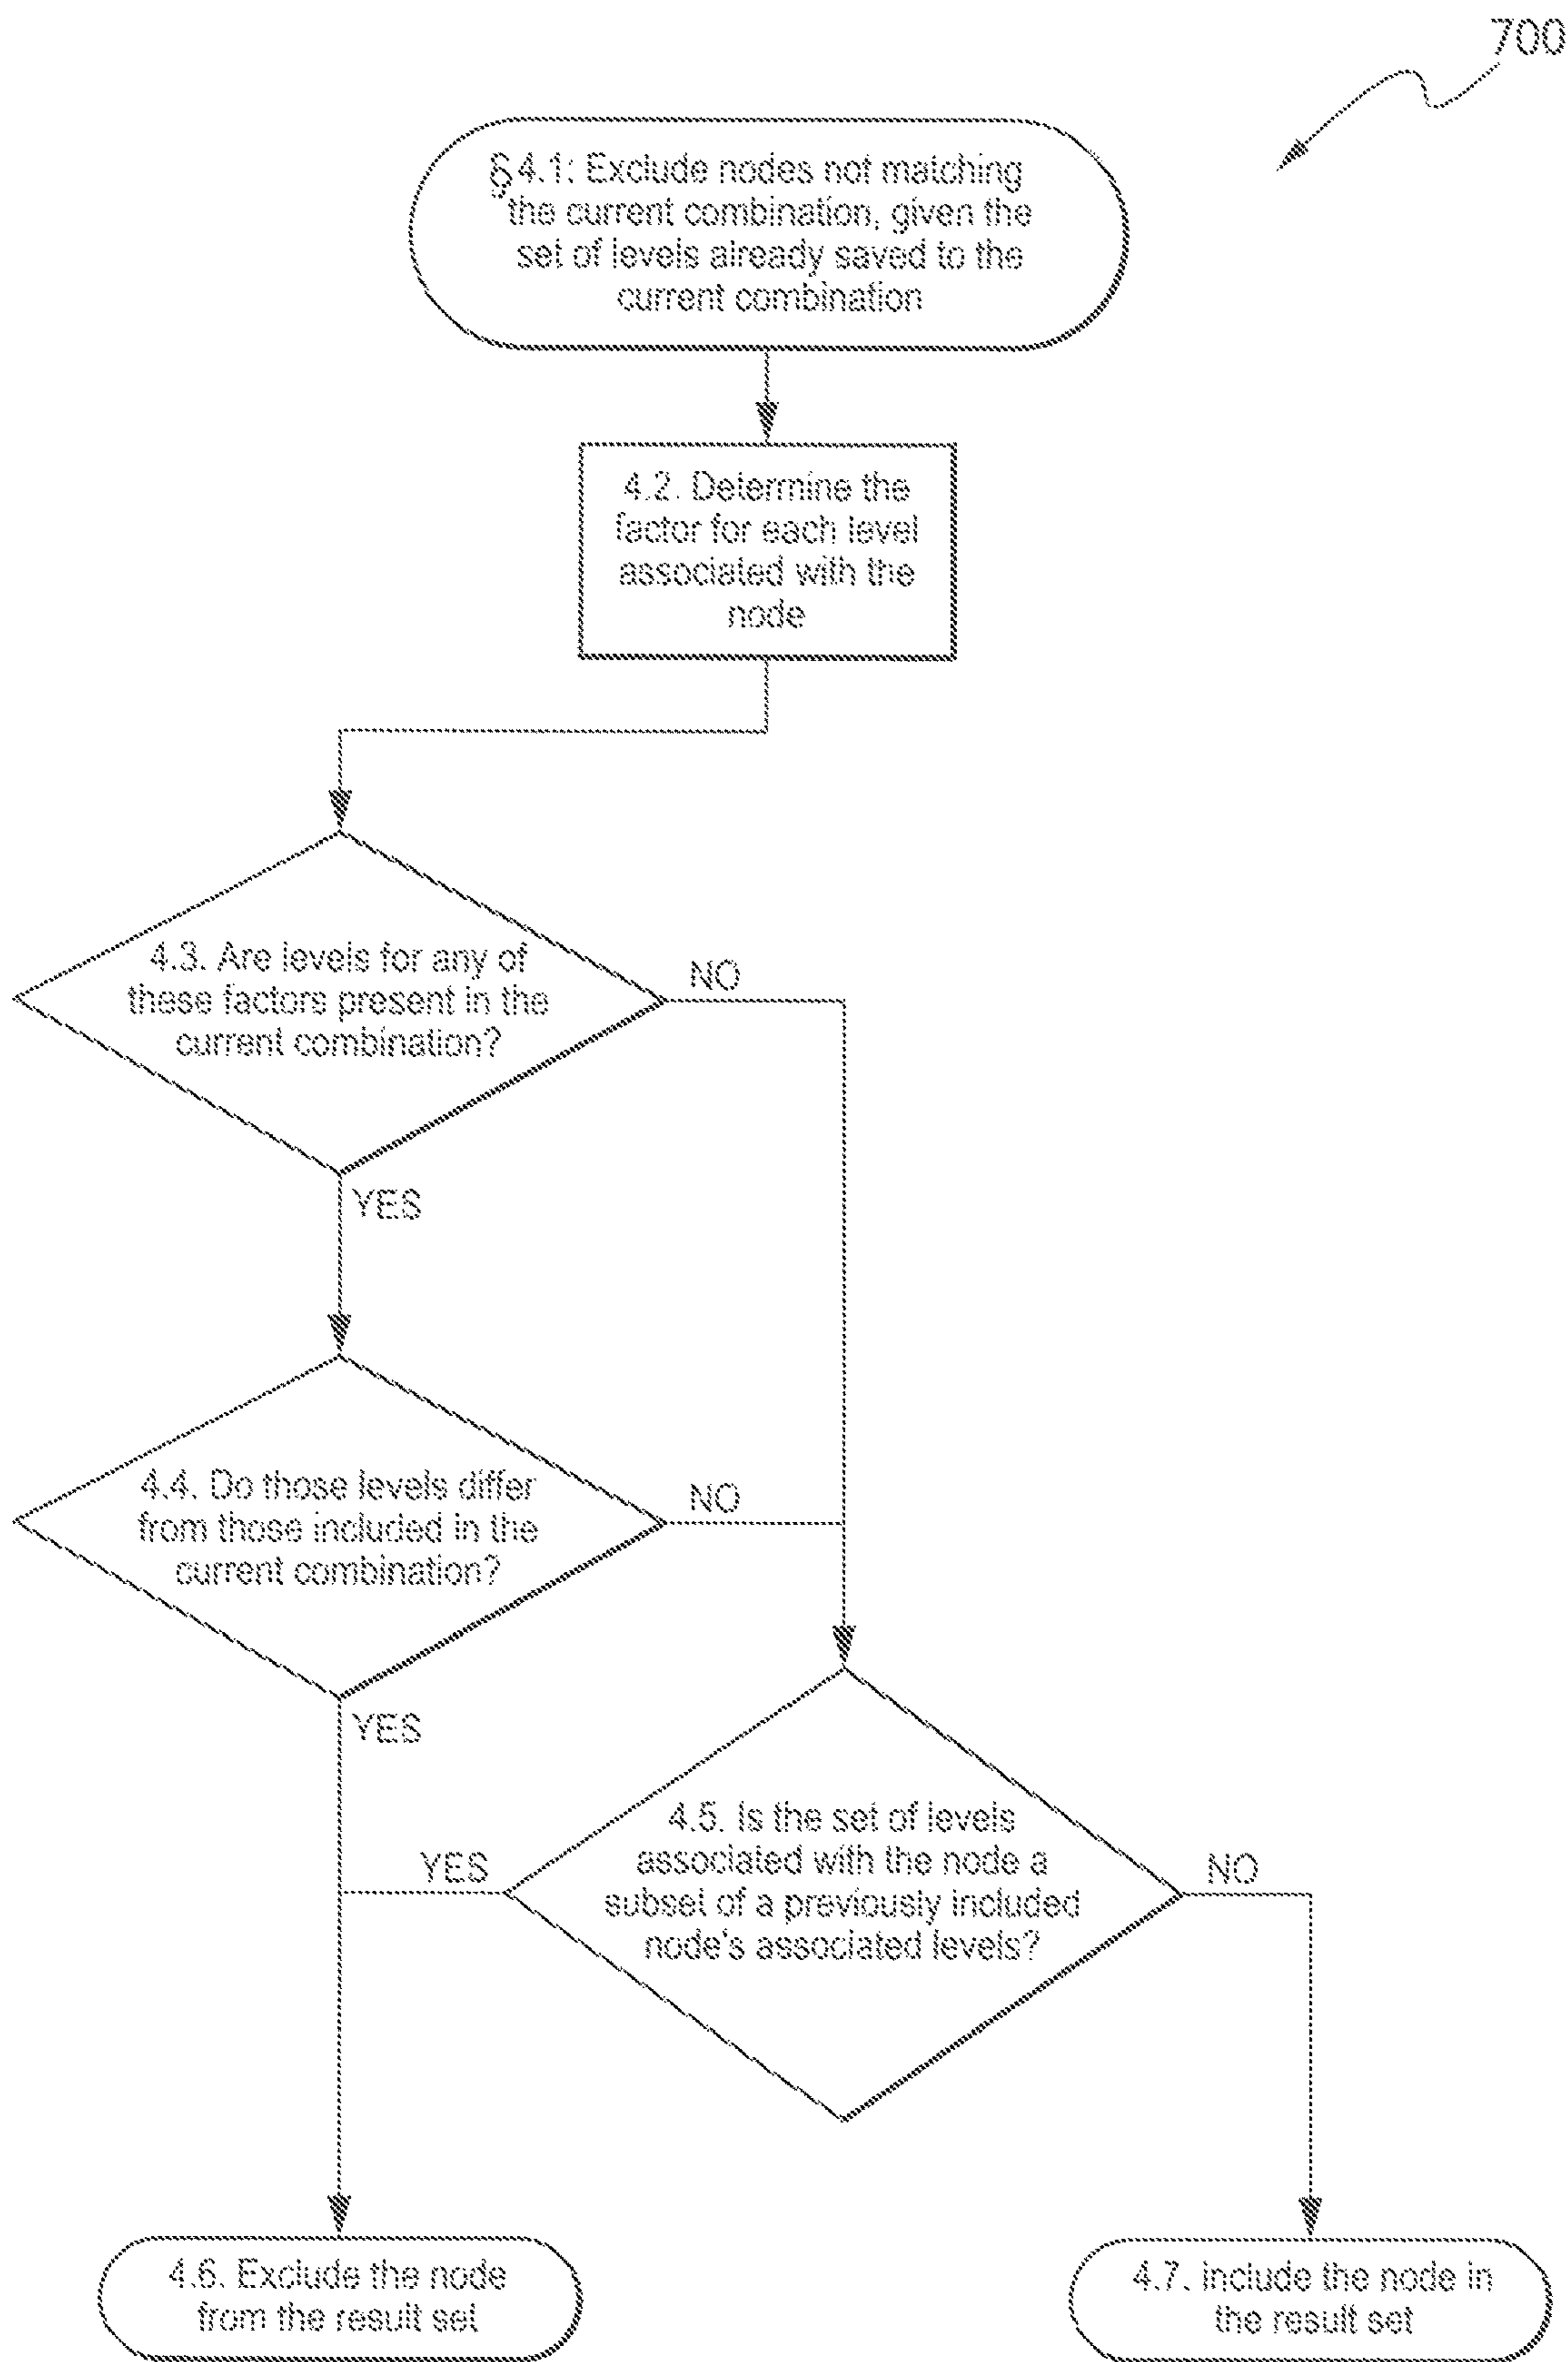 700
§4.1: Exclude nodes not matching
the current combination, given the
set of levels already saved to the
current combination
4.2. Determine the
factor for each level
associated with the
node
4.3. Are levels for any of
these factors present in the
current combination?
NO
YES
4.4. Do those levels differ
from those included in the
current combination?
NO
YES
4.5. Is the set of levels
associated with the node a
subset of a previously included
node's associated levels?
YES
NO
4.6. Exclude the node
from the result set
4.7. include the node in
the result set